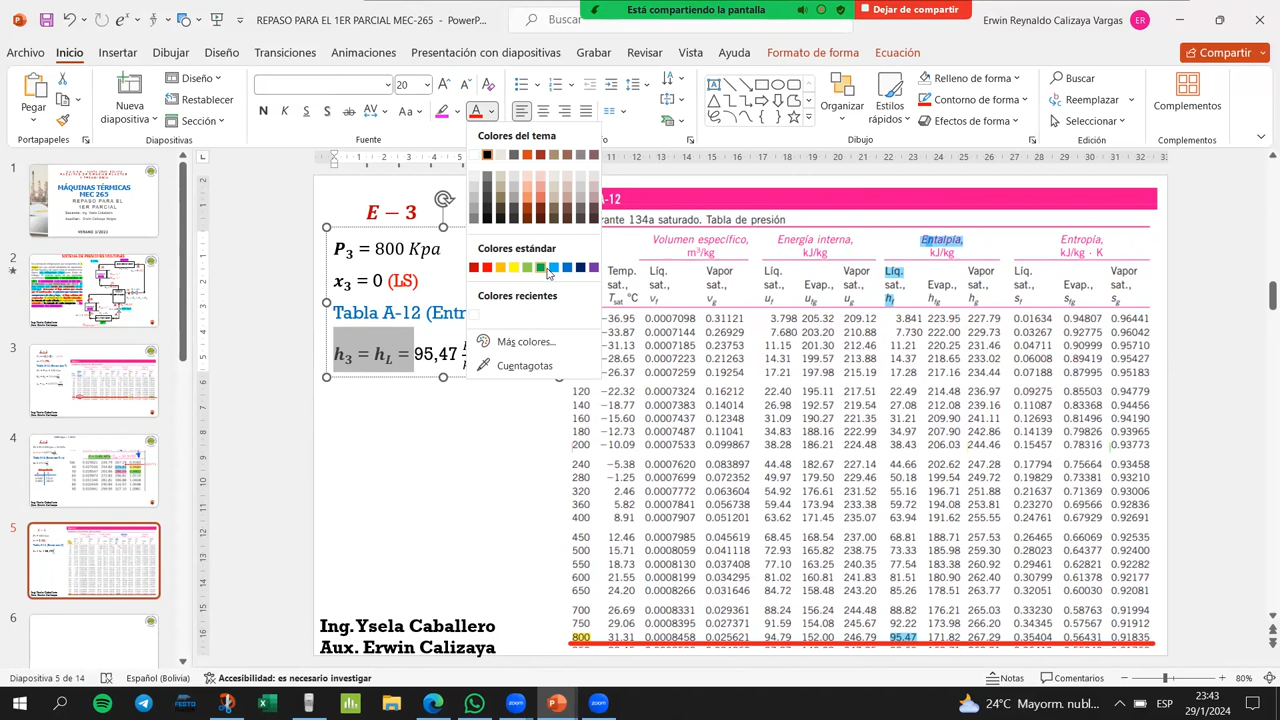 REPASO PARA EL 1ER PARCIAL MEC-265 - PowerP...
Buscar
Está compartiendo la pantalla
Dejar de compartir
Erwin Reynaldo Calizaya Vargas
ER
Archivo Inicio Insertar Dibujar Diseño Transiciones Animaciones Presentación con diapositivas Grabar Revisar Vista Ayuda Formato de forma Ecuación
Compartir
Pegar
Nueva diapositiva
Diseño
Restablecer
Sección
20
N K S S ab AV Aa
Organizar
Estilos rápidos
Relleno de forma
Contorno de forma
Efectos de forma
Buscar
Reemplazar
Seleccionar
Complementos
Portapapeles Diapositivas Fuente Dibujo Edición Complementos
Colores del tema
Colores estándar
Colores recientes
Más colores...
Cuentagotas
1
MÁQUINAS TÉRMICAS
MEC 265
REPASO PARA EL
1ER PARCIAL
2
3
4
5
6
E − 3
P3 = 800 Kpa
x3 = 0 (LS)
Tabla A-12 (Entr
h3 = hL = 95,47
Ing.Ysela Caballero
Aux. Erwin Calizaya
A-12
rante 134a saturado. Tabla de presión
Volumen específico, m³/kg Energía interna, kJ/kg Entalpía, kJ/kg Entropía, kJ/kg · K
Temp. Líq. Vapor Líq. Vapor Líq. Vapor Líq. Vapor
sat., sat., sat., sat., Evap., sat., sat., Evap., sat., sat., Evap., sat.,
Tsat °C vf vg uf ufg ug hf hfg hg sf sfg sg
−36.95 0.0007098 0.31121 3.798 205.32 209.12 3.841 223.95 227.79 0.01634 0.94807 0.96441
−33.87 0.0007144 0.26929 7.680 203.20 210.88 7.730 222.00 229.73 0.03267 0.92775 0.96042
−31.13 0.0007185 0.23753 11.15 201.30 212.46 11.21 220.25 231.46 0.04711 0.90999 0.95710
−28.65 0.0007223 0.21263 14.31 199.57 213.88 14.37 218.65 233.02 0.06008 0.89419 0.95427
−26.37 0.0007259 0.19254 17.21 197.98 215.19 17.28 217.16 234.44 0.07188 0.87995 0.95183
120 −22.32 0.0007324 0.16212 22.40 195.11 217.51 22.49 214.48 236.97 0.09275 0.85503 0.94779
140 −18.77 0.0007383 0.14014 26.98 192.57 219.54 27.08 212.08 239.16 0.11087 0.83368 0.94456
160 −15.60 0.0007437 0.12348 31.09 190.27 221.35 31.21 209.90 241.11 0.12693 0.81496 0.94190
180 −12.73 0.0007487 0.11041 34.83 188.16 222.99 34.97 207.90 242.86 0.14139 0.79826 0.93965
200 −10.09 0.0007533 0.099867 38.28 186.21 224.48 38.43 206.03 244.46 0.15457 0.78316 0.93773
240 −5.38 0.0007620 0.083897 44.48 182.67 227.14 44.66 202.62 247.28 0.17794 0.75664 0.93458
280 −1.25 0.0007699 0.072352 49.97 179.50 229.46 50.18 199.54 249.72 0.19829 0.73381 0.93210
320 2.46 0.0007772 0.063604 54.92 176.61 231.52 55.16 196.71 251.88 0.21637 0.71369 0.93006
360 5.82 0.0007841 0.056738 59.44 173.94 233.38 59.72 194.08 253.81 0.23270 0.69566 0.92836
400 8.91 0.0007907 0.051201 63.62 171.45 235.07 63.94 191.62 255.55 0.24761 0.67929 0.92691
450 12.46 0.0007985 0.045619 68.45 168.54 237.00 68.81 188.71 257.53 0.26465 0.66069 0.92535
500 15.71 0.0008059 0.041118 72.93 165.82 238.75 73.33 185.98 259.30 0.28023 0.64377 0.92400
550 18.73 0.0008130 0.037408 77.10 163.25 240.35 77.54 183.38 260.92 0.29461 0.62821 0.92282
600 21.55 0.0008199 0.034295 81.02 160.81 241.83 81.51 180.90 262.40 0.30799 0.61378 0.92177
650 24.20 0.0008266 0.031646 84.72 158.48 243.20 85.26 178.51 263.77 0.32051 0.60030 0.92081
700 26.69 0.0008331 0.029361 88.24 156.24 244.48 88.82 176.21 265.03 0.33230 0.58763 0.91994
750 29.06 0.0008395 0.027371 91.59 154.08 245.67 92.22 173.98 266.20 0.34345 0.57567 0.91912
800 31.31 0.0008458 0.025621 94.79 152.00 246.79 95.47 171.82 267.29 0.35404 0.56431 0.91835
Diapositiva 5 de 14
Español (Bolivia)
Accesibilidad: es necesario investigar
Notas
Comentarios
80%
FESTO
zoom
zoom
24°C Mayorm. nubl...
ESP
23:43
29/1/2024